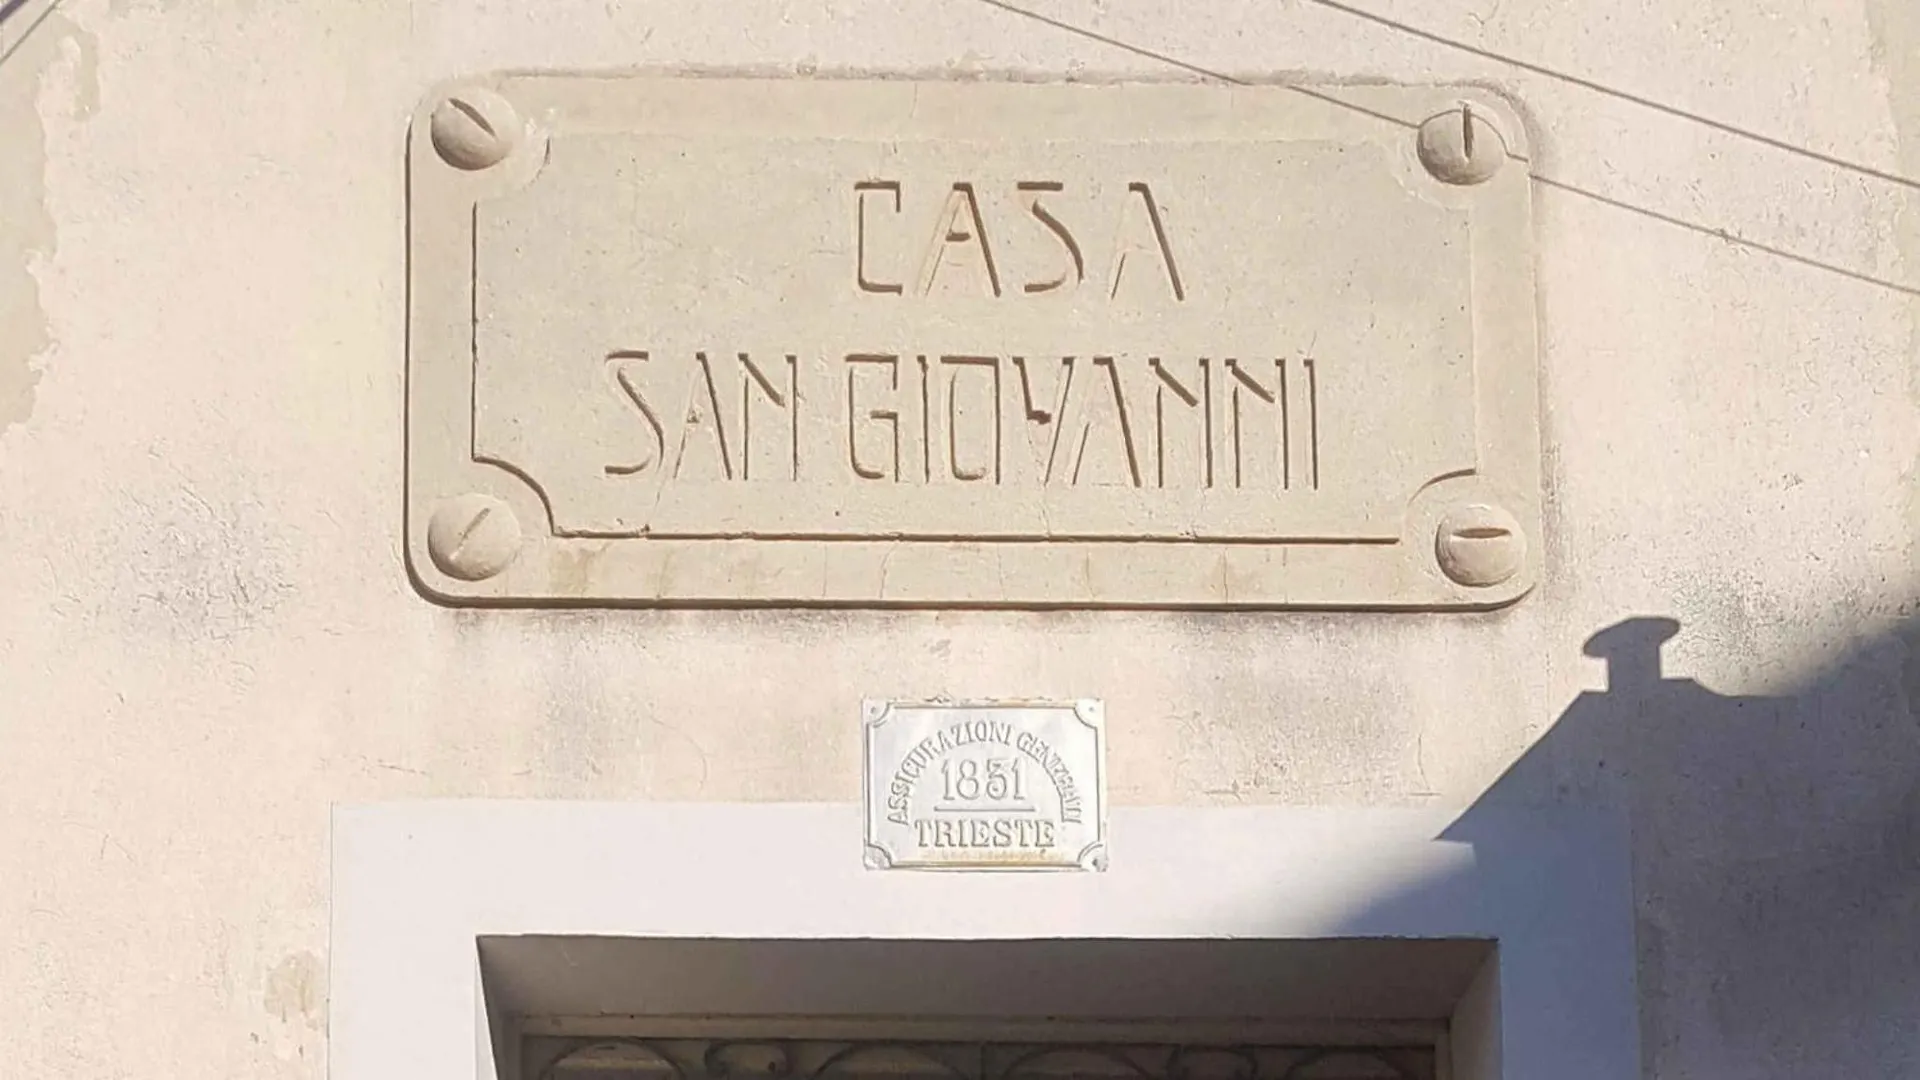 CASA
SAN GIOVANNI
ASSICURAZIONI GENERALI
1831
TRIESTE